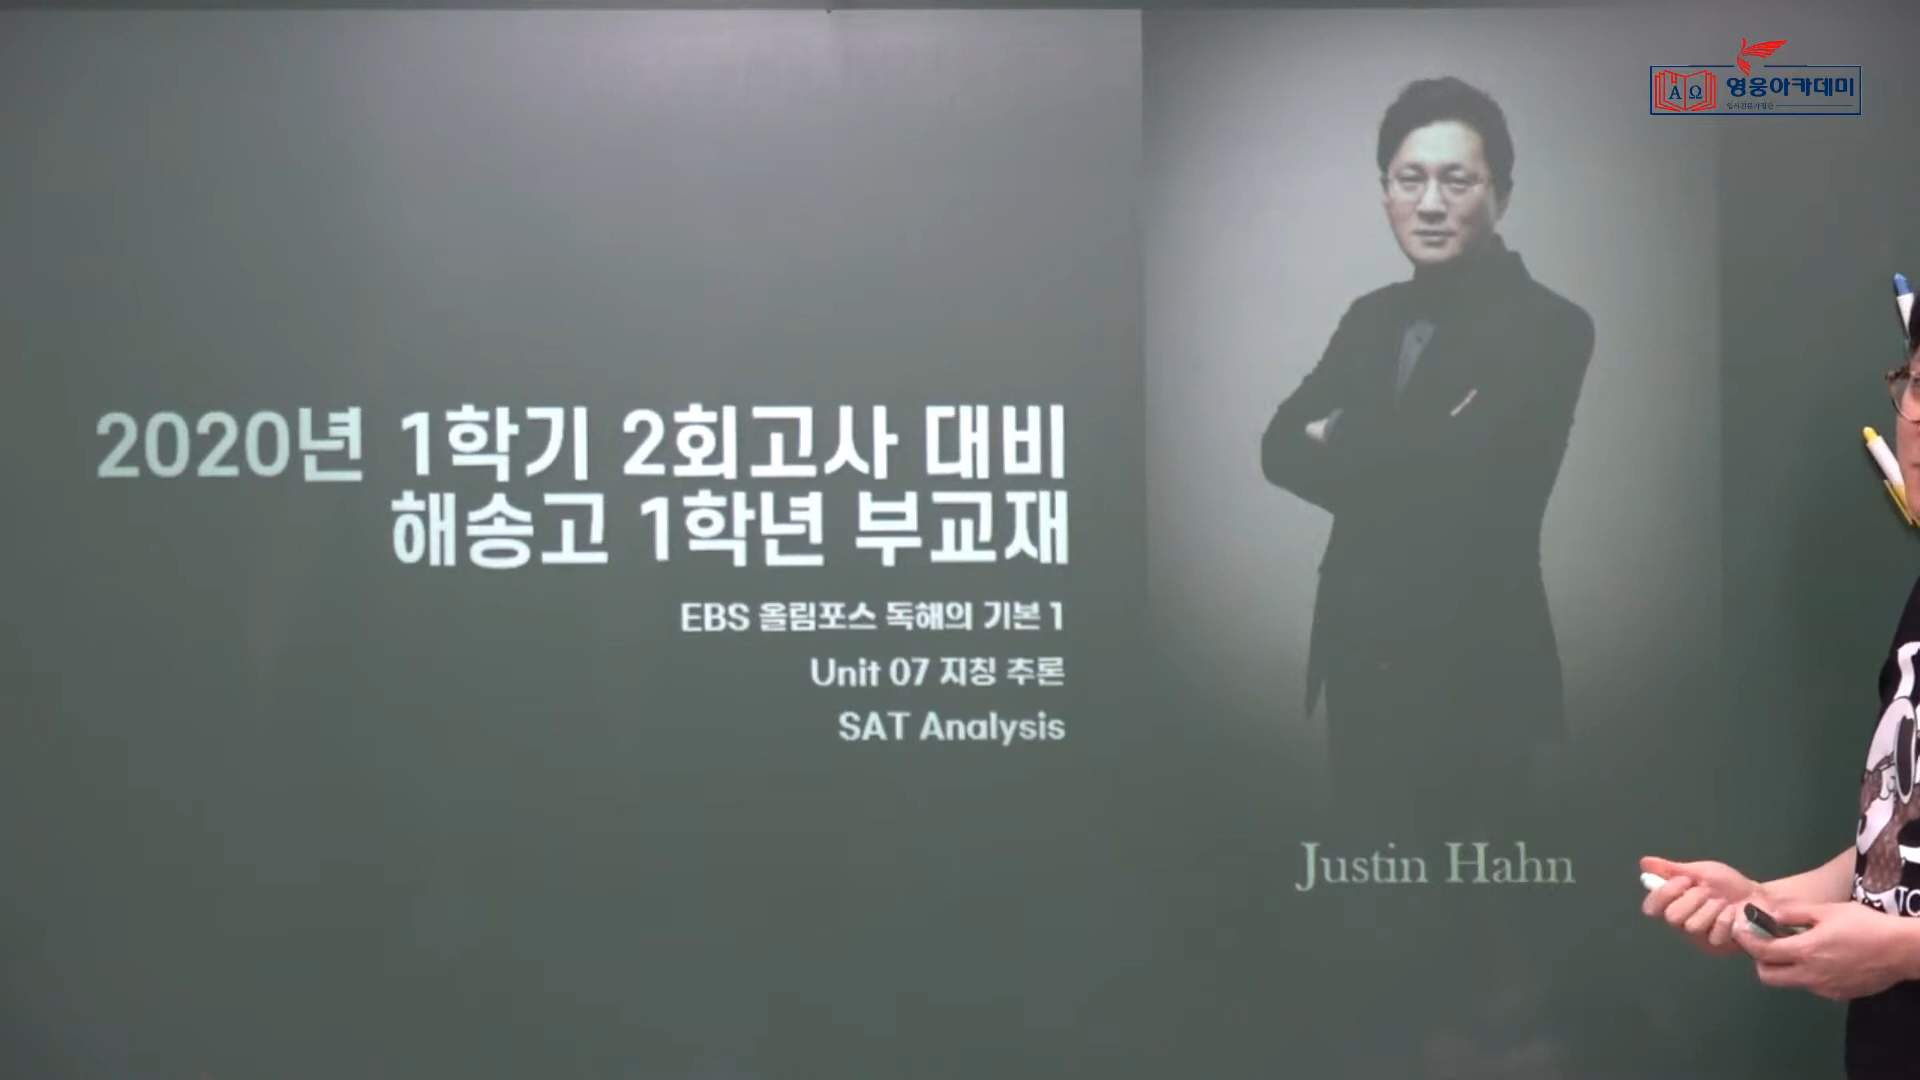 영웅아카데미
2020년 1학기 2회고사 대비
해송고 1학년 부교재
EBS 올림포스 독해의 기본 1
Unit 07 지칭 추론
SAT Analysis
Justin Hahn